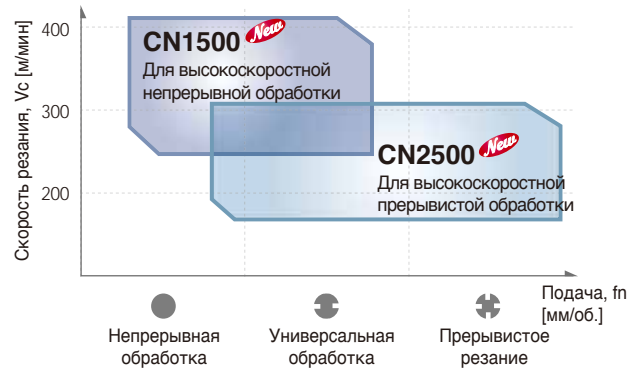 Скорость резания, Vc [м/мин]
400
300
200
CN1500 New
Для высокоскоростной
непрерывной обработки
CN2500 New
Для высокоскоростной
прерывистой обработки
Подача, fn
[мм/об.]
Непрерывная
обработка
Универсальная
обработка
Прерывистое
резание